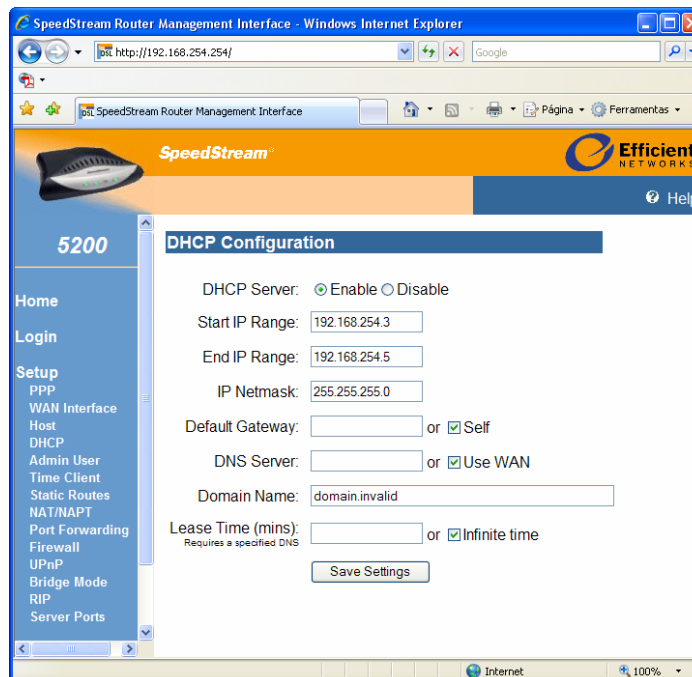 SpeedStream Router Management Interface - Windows Internet Explorer
DSL http://192.168.254.254/
Google
DSL SpeedStream Router Management Interface
Página
Ferramentas
SpeedStream
Efficient
NETWORKS
? Help
5200
DHCP Configuration
Home
Login
Setup
PPP
WAN Interface
Host
DHCP
Admin User
Time Client
Static Routes
NAT/NAPT
Port Forwarding
Firewall
UPnP
Bridge Mode
RIP
Server Ports
DHCP Server: Enable Disable
Start IP Range: 192.168.254.3
End IP Range: 192.168.254.5
IP Netmask: 255.255.255.0
Default Gateway: or Self
DNS Server: or Use WAN
Domain Name: domain.invalid
Lease Time (mins): or Infinite time
Requires a specified DNS
Save Settings
Internet
100%